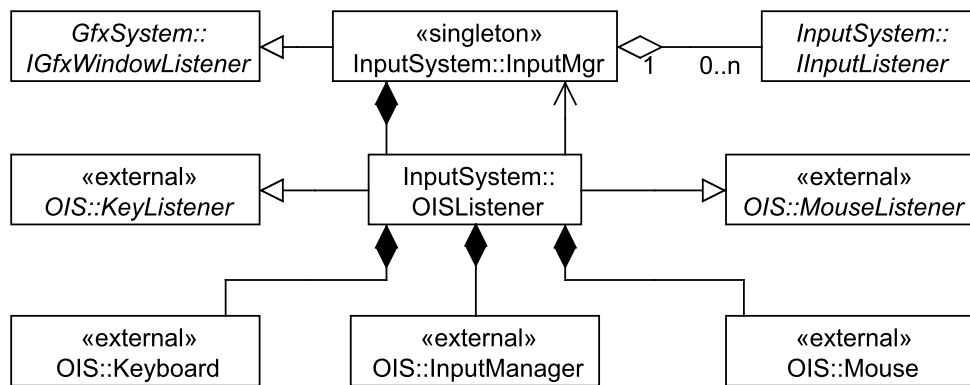 GfxSystem::
IGfxWindowListener
«singleton»
InputSystem::InputMgr
1
0..n
InputSystem::
IInputListener
«external»
OIS::KeyListener
InputSystem::
OISListener
«external»
OIS::MouseListener
«external»
OIS::Keyboard
«external»
OIS::InputManager
«external»
OIS::Mouse